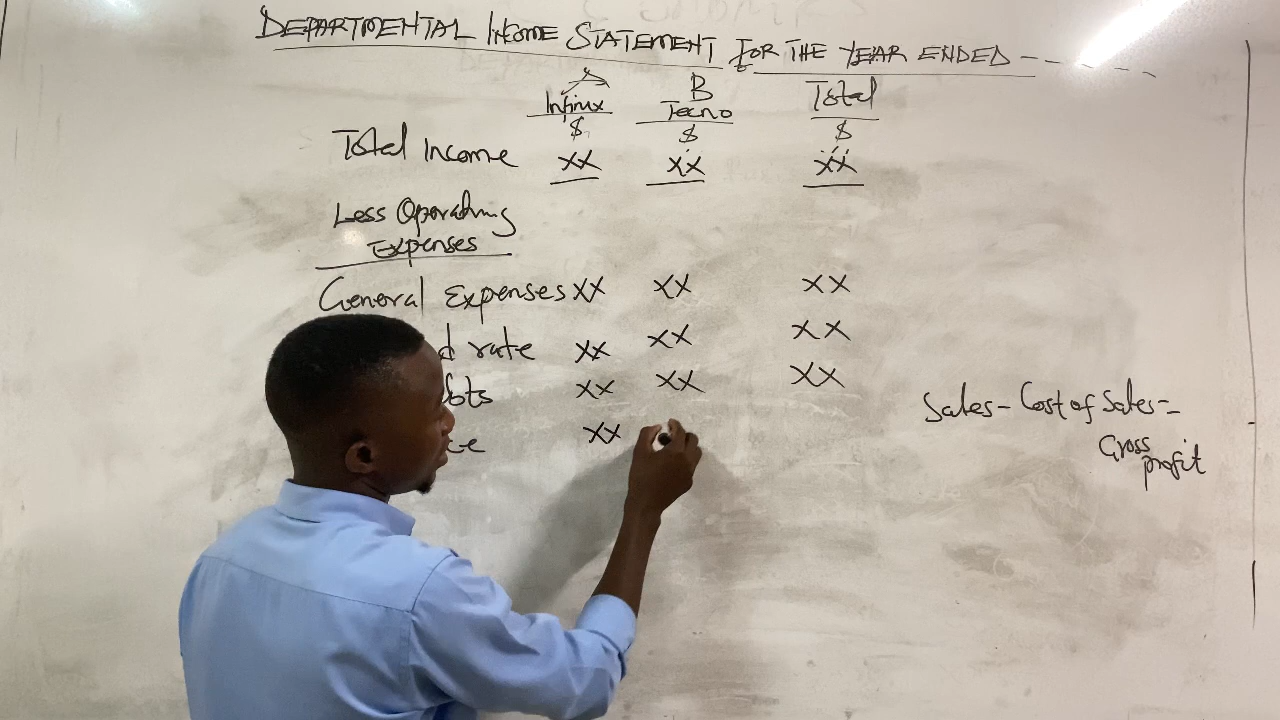 DEPARTMENTAL INCOME STATEMENT FOR THE YEAR ENDED -----
A B Total
Infinix Tecno
$ $ $
Total Income XX XX XX
Less Operating
Expenses
General Expenses XX XX XX
rate XX XX XX
XX XX XX
XX
Sales - Cost of Sales =
Gross
profit